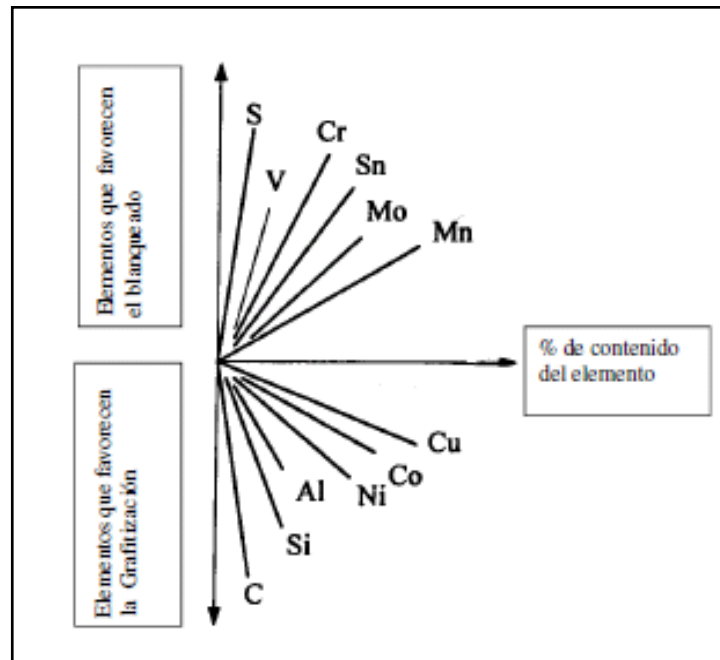 Elementos que favorecen
el blanqueado
S
Cr
Sn
V
Mo
Mn
% de contenido
del elemento
Elementos que favorecen
la Grafitización
Cu
Co
Ni
Al
Si
C